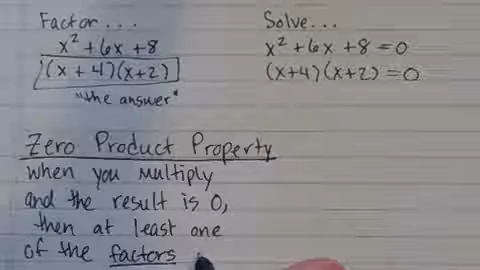 Factor...
x² + 6x + 8
(x + 4)(x+2)
"the answer"
Solve...
x² + 6x + 8 = 0
(x+4)(x+2) = 0
Zero Product Property
When you multiply
and the result is 0,
then at least one
of the factors